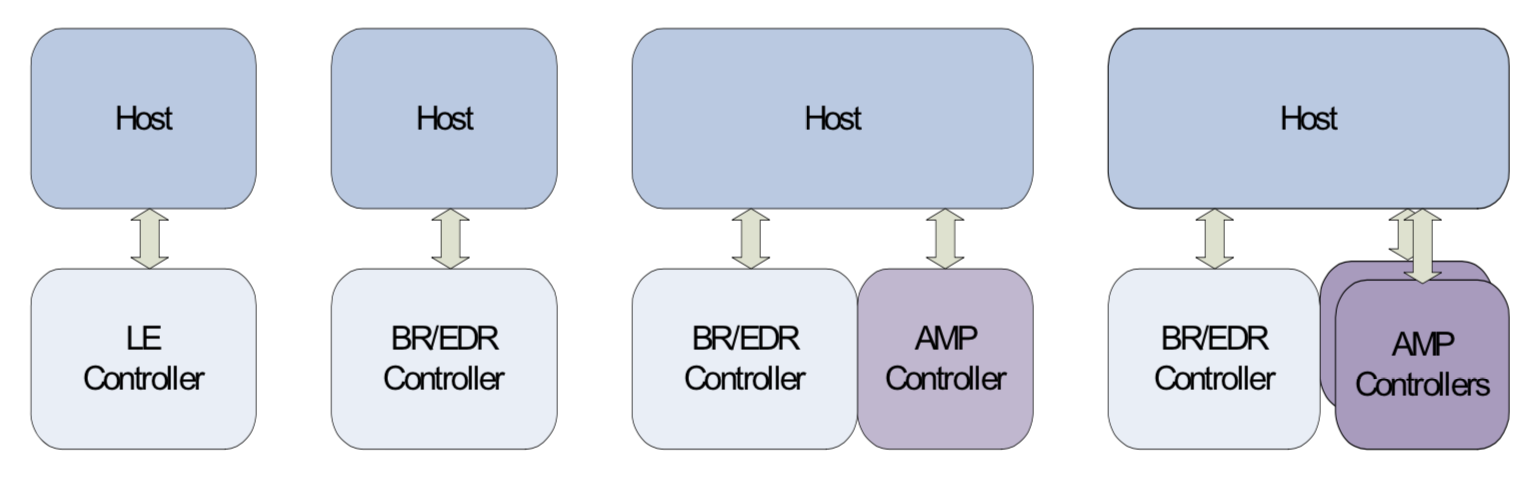 Host
Host
Host
Host
LE
Controller
BR/EDR
Controller
BR/EDR
Controller
AMP
Controller
BR/EDR
Controller
AMP
Controllers